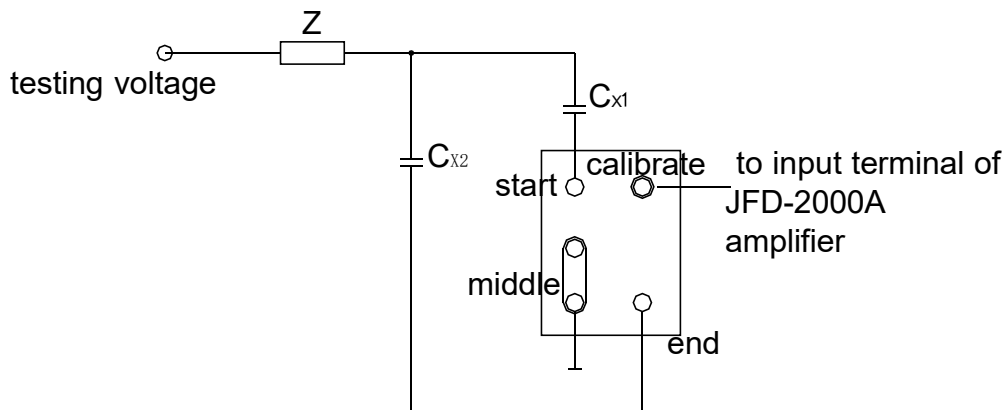 Z
testing voltage
Cx1
CX2
calibrate
start
to input terminal of
JFD-2000A
amplifier
middle
end